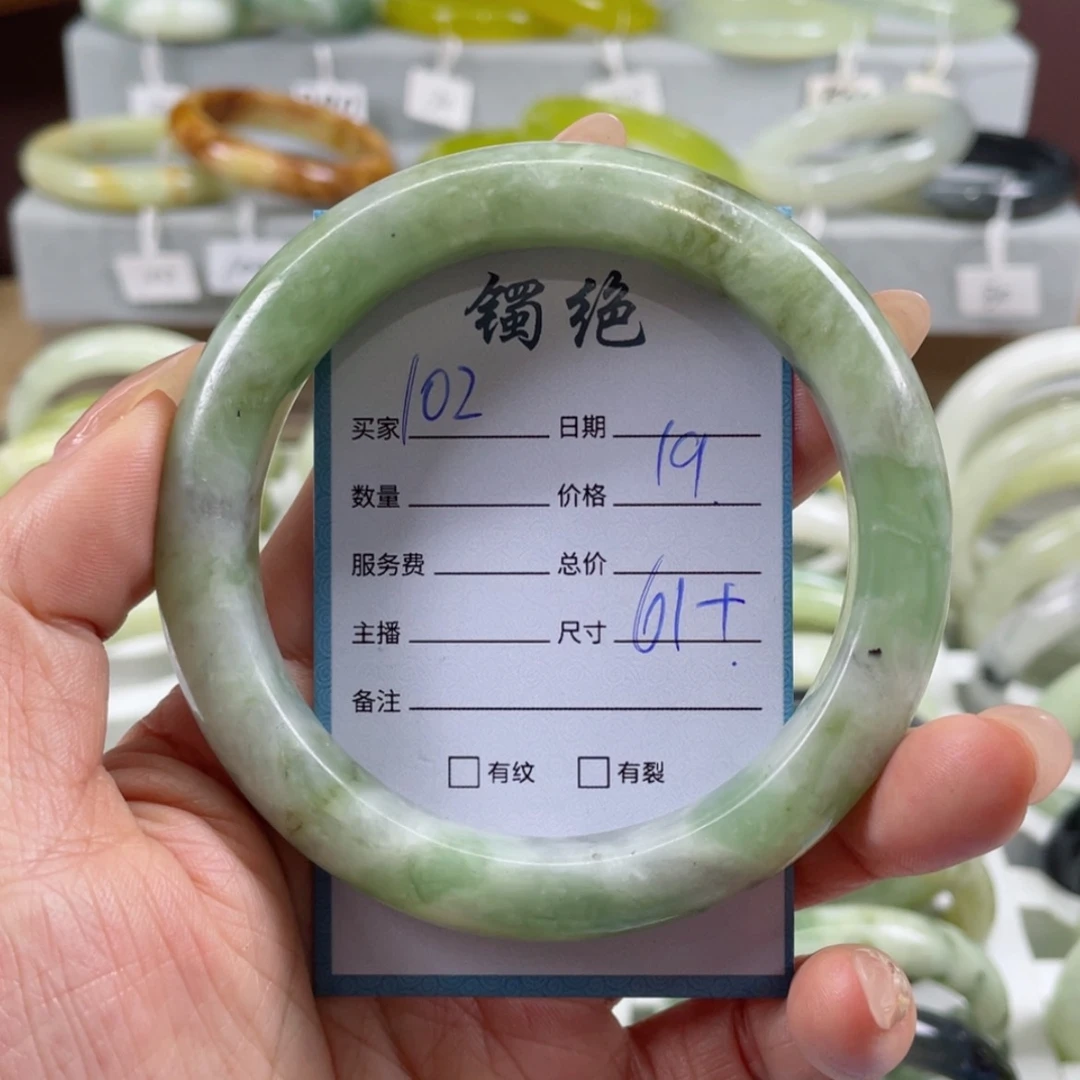 镯绝
买家 102 日期
数量 价格 19
服务费 总价
主播 尺寸 61+
备注
□有纹 □有裂